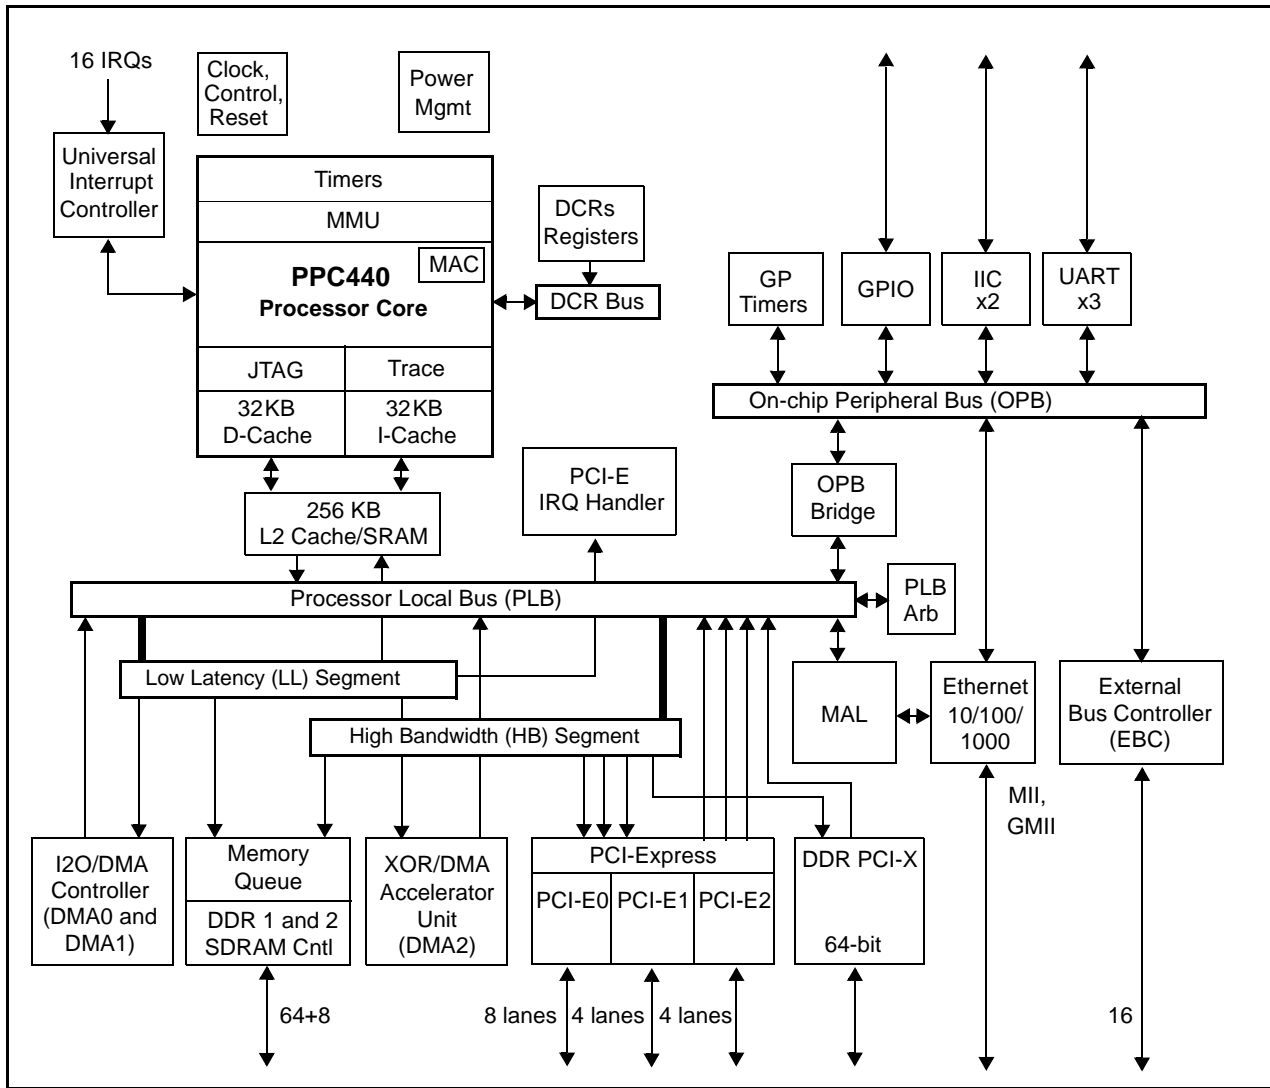 16 IRQs
Clock,
Control,
Reset
Power
Mgmt
Universal
Interrupt
Controller
Timers
MMU
MAC
PPC440
Processor Core
DCRs
Registers
DCR Bus
JTAG
Trace
32KB
D-Cache
32KB
I-Cache
GP
Timers
GPIO
IIC
x2
UART
x3
On-chip Peripheral Bus (OPB)
256 KB
L2 Cache/SRAM
PCI-E
IRQ Handler
OPB
Bridge
Processor Local Bus (PLB)
PLB
Arb
Low Latency (LL) Segment
High Bandwidth (HB) Segment
MAL
Ethernet
10/100/
1000
External
Bus Controller
(EBC)
MII,
GMII
I2O/DMA
Controller
(DMA0 and
DMA1)
Memory
Queue
DDR 1 and 2
SDRAM Cntl
XOR/DMA
Accelerator
Unit
(DMA2)
PCI-Express
PCI-E0
PCI-E1
PCI-E2
DDR PCI-X
64-bit
64+8
8 lanes
4 lanes
4 lanes
16